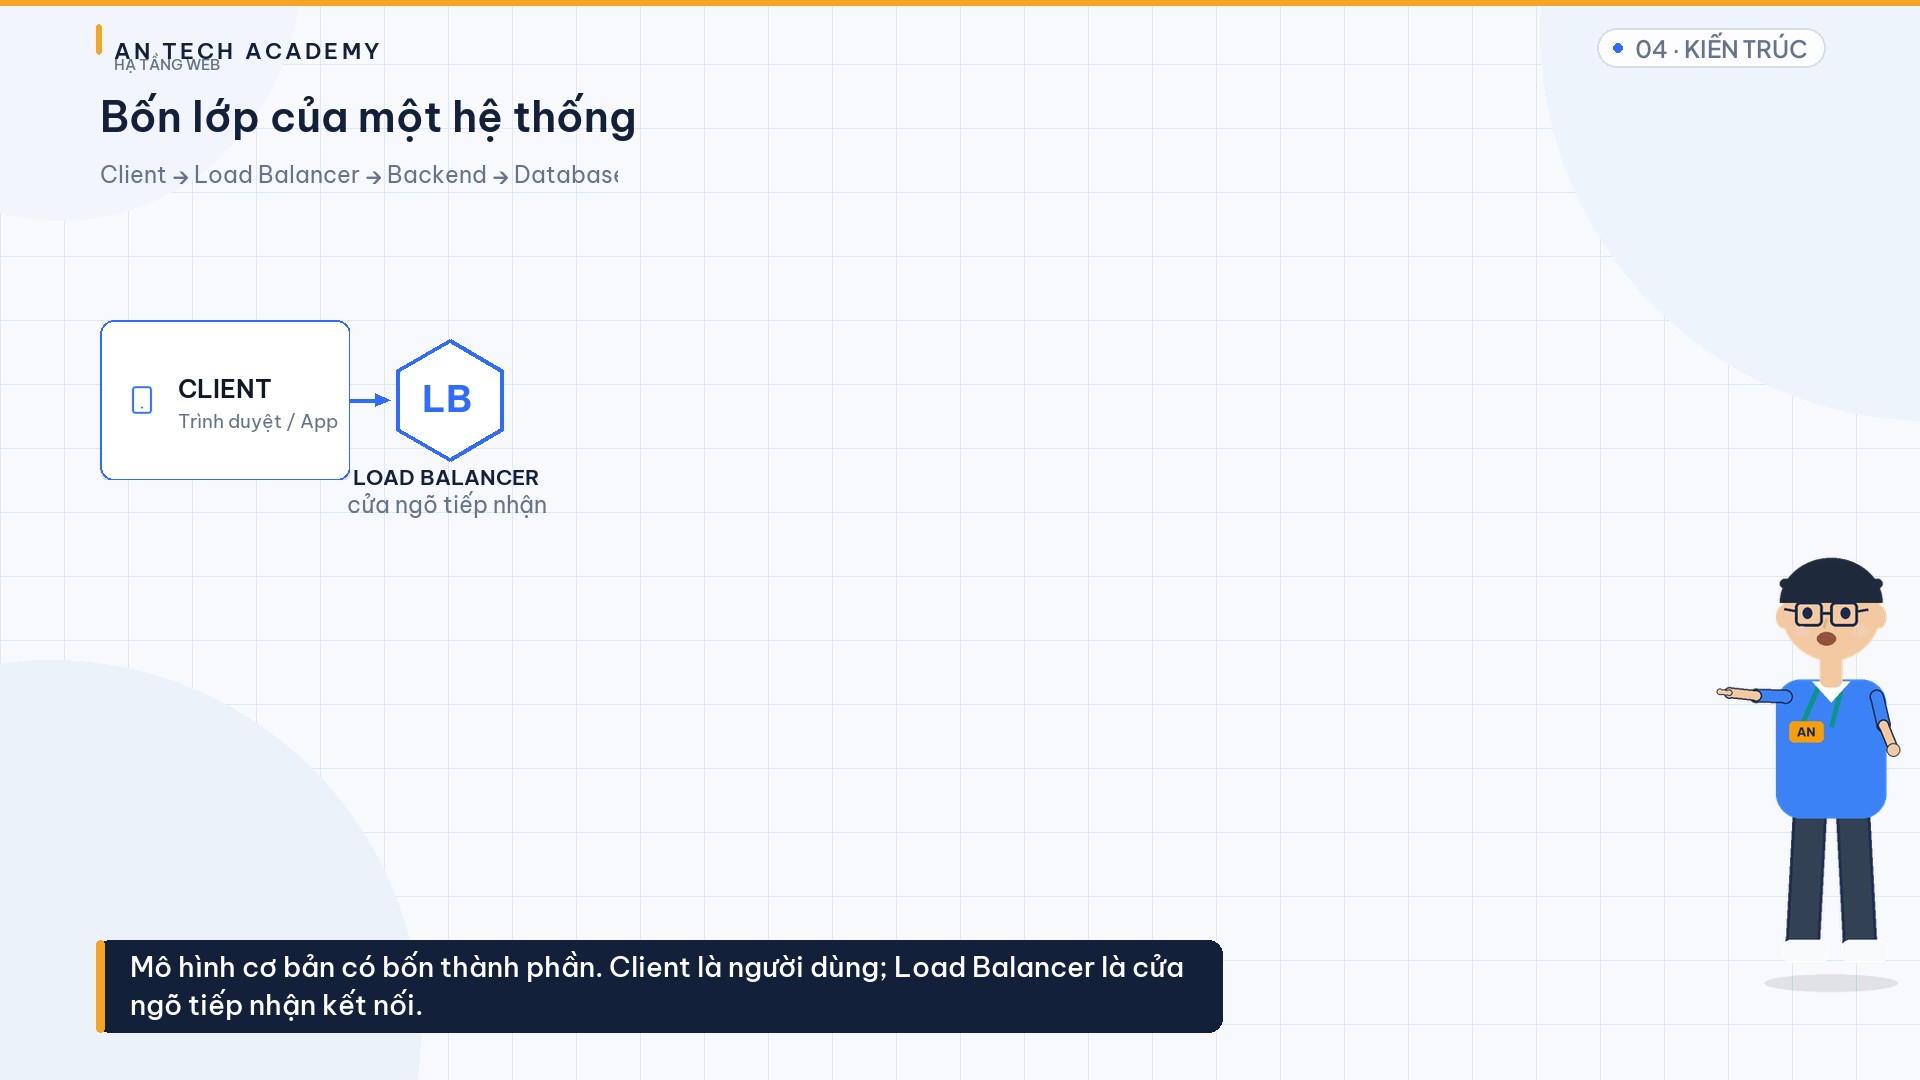 AN TECH ACADEMY
HẠ TẦNG WEB
04 · KIẾN TRÚC
Bốn lớp của một hệ thống
Client → Load Balancer → Backend → Database
CLIENT
Trình duyệt / App
LB
LOAD BALANCER
cửa ngõ tiếp nhận
AN
Mô hình cơ bản có bốn thành phần. Client là người dùng; Load Balancer là cửa
ngõ tiếp nhận kết nối.